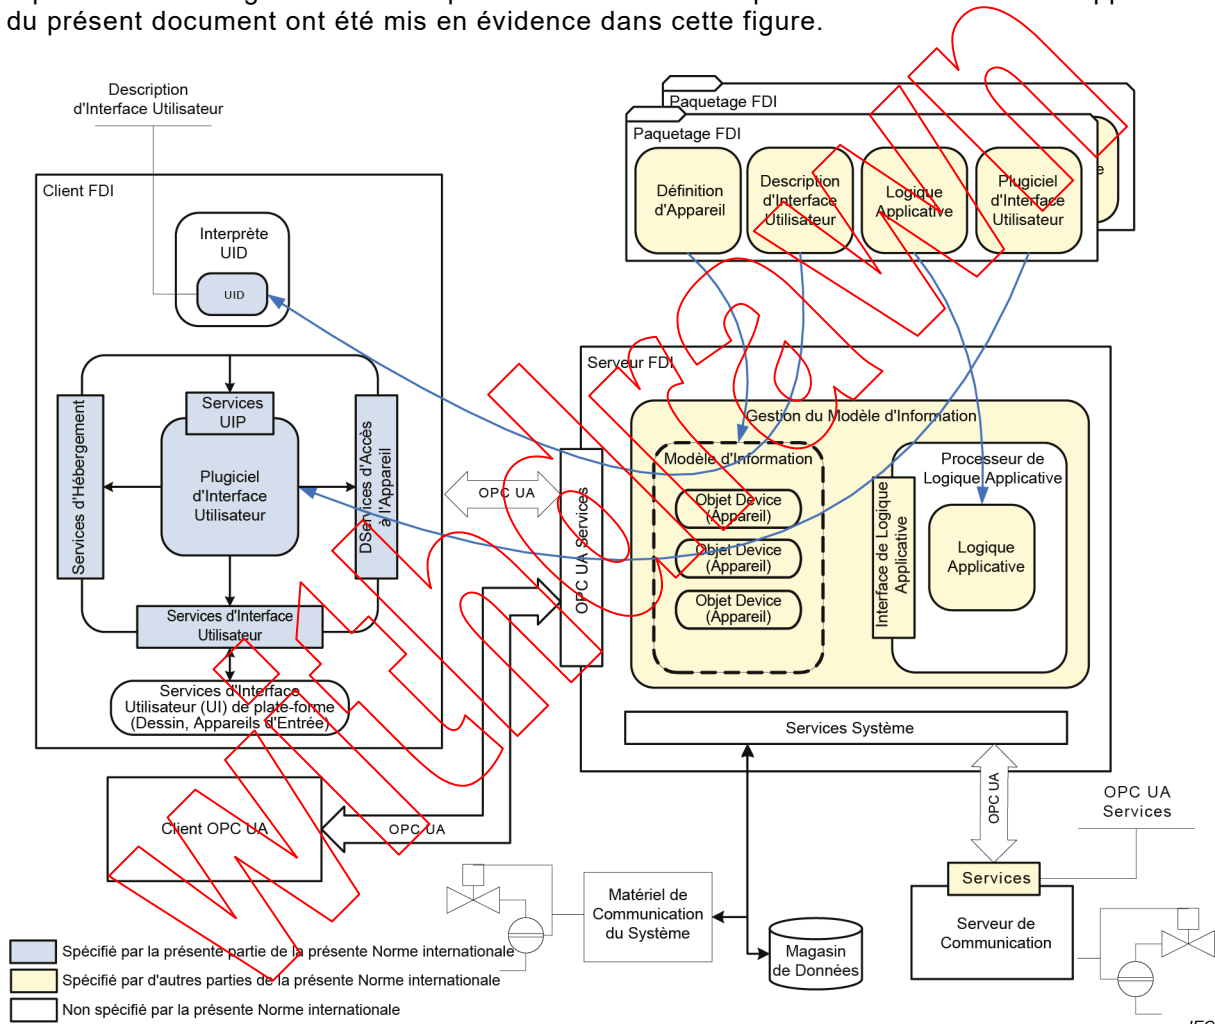 du présent document ont été mis en évidence dans cette figure.
Description
d'Interface Utilisateur
Paquetage FDI
Paquetage FDI
Définition
d'Appareil
Description
d'Interface
Utilisateur
Logique
Applicative
Plugiciel
d'Interface
Utilisateur
e
Client FDI
Interprète
UID
UID
Services
UIP
Services d'Hébergement
Plugiciel
d'Interface
Utilisateur
DServices d'Accès
à l'Appareil
Services d'Interface
Utilisateur
Services d'Interface
Utilisateur (UI) de plate-forme
(Dessin, Appareils d'Entrée)
OPC UA
OPC UA Services
Serveur FDI
Gestion du Modèle d'Information
Modèle d'Information
Objet Device
(Appareil)
Objet Device
(Appareil)
Objet Device
(Appareil)
Processeur de
Logique Applicative
Interface de Logique
Applicative
Logique
Applicative
Services Système
Client OPC UA
OPC UA
OPC UA
OPC UA
Services
Services
Serveur de
Communication
Matériel de
Communication
du Système
Magasin
de Données
Spécifié par la présente partie de la présente Norme internationale
Spécifié par d'autres parties de la présente Norme internationale
Non spécifié par la présente Norme internationale